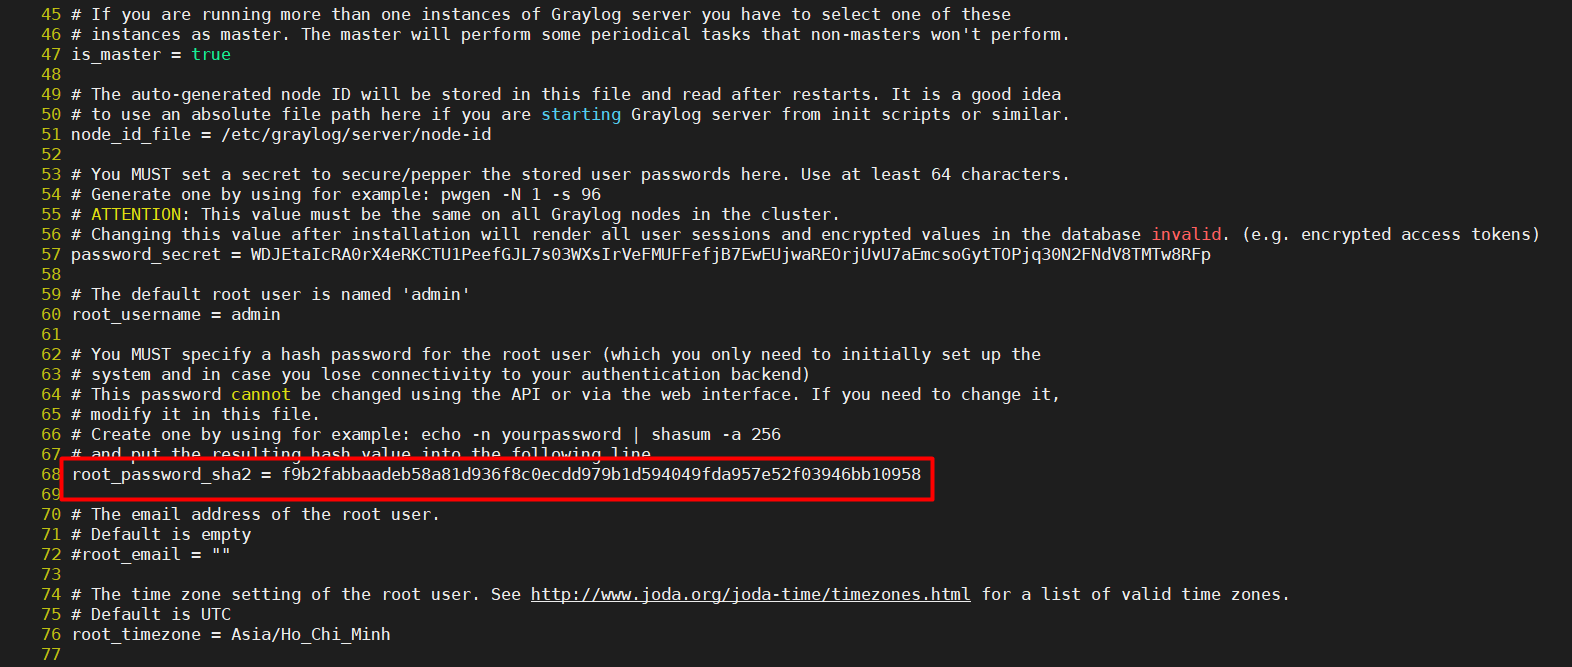 45 # If you are running more than one instances of Graylog server you have to select one of these
46 # instances as master. The master will perform some periodical tasks that non-masters won't perform.
47 is_master = true
48
49 # The auto-generated node ID will be stored in this file and read after restarts. It is a good idea
50 # to use an absolute file path here if you are starting Graylog server from init scripts or similar.
51 node_id_file = /etc/graylog/server/node-id
52
53 # You MUST set a secret to secure/pepper the stored user passwords here. Use at least 64 characters.
54 # Generate one by using for example: pwgen -N 1 -s 96
55 # ATTENTION: This value must be the same on all Graylog nodes in the cluster.
56 # Changing this value after installation will render all user sessions and encrypted values in the database invalid. (e.g. encrypted access tokens)
57 password_secret = WDJEtaIcRA0rX4eRKCTU1PeefGJL7s03WXsIrVeFMUFFefjB7EwEUjwaREOrjUvU7aEmcsoGytTOPjq30N2FNdV8TMTw8RFp
58
59 # The default root user is named 'admin'
60 root_username = admin
61
62 # You MUST specify a hash password for the root user (which you only need to initially set up the
63 # system and in case you lose connectivity to your authentication backend)
64 # This password cannot be changed using the API or via the web interface. If you need to change it,
65 # modify it in this file.
66 # Create one by using for example: echo -n yourpassword | shasum -a 256
67 # and put the resulting hash value into the following line
68 root_password_sha2 = f9b2fabbaadeb58a81d936f8c0ecdd979b1d594049fda957e52f03946bb10958
69
70 # The email address of the root user.
71 # Default is empty
72 #root_email = ""
73
74 # The time zone setting of the root user. See http://www.joda.org/joda-time/timezones.html for a list of valid time zones.
75 # Default is UTC
76 root_timezone = Asia/Ho_Chi_Minh
77